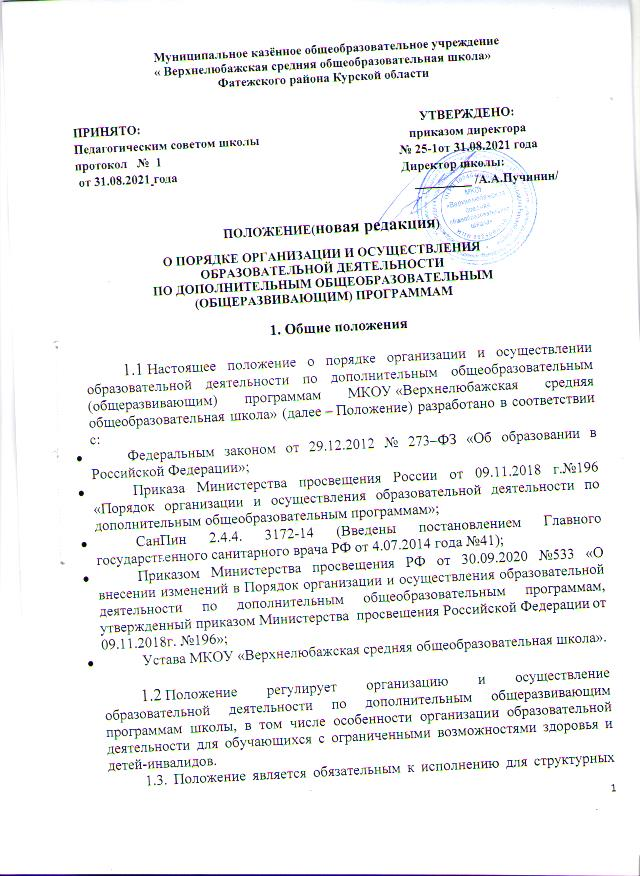 Муниципальное казённое общеобразовательное учреждение
« Верхнелюбажская средняя общеобразовательная школа»
Фатежского района Курской области
ПРИНЯТО:
Педагогическим советом школы
протокол № 1
от 31.08.2021 года
УТВЕРЖДЕНО:
приказом директора
№ 25-1от 31.08.2021 года
Директор школы:
________ /А.А.Пучинин/
МКОУ
«Верхнелюбажская
средняя
общеобразовательная
школа»
ПОЛОЖЕНИЕ(новая редакция)
О ПОРЯДКЕ ОРГАНИЗАЦИИ И ОСУЩЕСТВЛЕНИЯ
ОБРАЗОВАТЕЛЬНОЙ ДЕЯТЕЛЬНОСТИ
ПО ДОПОЛНИТЕЛЬНЫМ ОБЩЕОБРАЗОВАТЕЛЬНЫМ
(ОБЩЕРАЗВИВАЮЩИМ) ПРОГРАММАМ
1. Общие положения
1.1 Настоящее положение о порядке организации и осуществлении
образовательной деятельности по дополнительным общеобразовательным
(общеразвивающим) программам МКОУ «Верхнелюбажская средняя
общеобразовательная школа» (далее – Положение) разработано в соответствии
с:
• Федеральным законом от 29.12.2012 № 273–ФЗ «Об образовании в
Российской Федерации»;
• Приказа Министерства просвещения России от 09.11.2018 г.№196
«Порядок организации и осуществления образовательной деятельности по
дополнительным общеобразовательным программам»;
• СанПин 2.4.4. 3172-14 (Введены постановлением Главного
государственного санитарного врача РФ от 4.07.2014 года №41);
• Приказом Министерства просвещения РФ от 30.09.2020 №533 «О
внесении изменений в Порядок организации и осуществления образовательной
деятельности по дополнительным общеобразовательным программам,
утвержденный приказом Министерства просвещения Российской Федерации от
09.11.2018г. №196»;
• Устава МКОУ «Верхнелюбажская средняя общеобразовательная школа».
1.2 Положение регулирует организацию и осуществление
образовательной деятельности по дополнительным общеразвивающим
программам школы, в том числе особенности организации образовательной
деятельности для обучающихся с ограниченными возможностями здоровья и
детей-инвалидов.
1.3. Положение является обязательным к исполнению для структурных
1